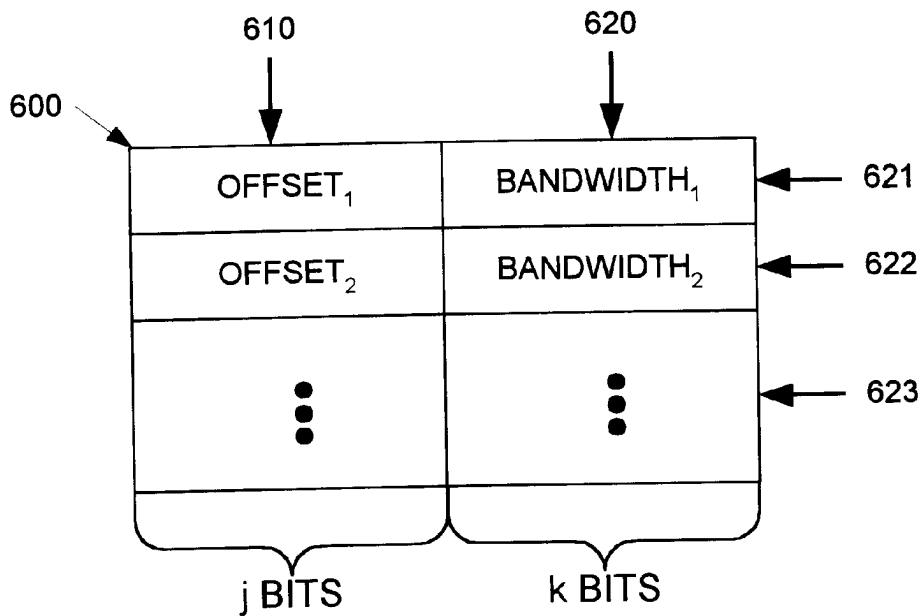 610 620
600
OFFSET₁ BANDWIDTH₁ 621
OFFSET₂ BANDWIDTH₂ 622
623
j BITS k BITS